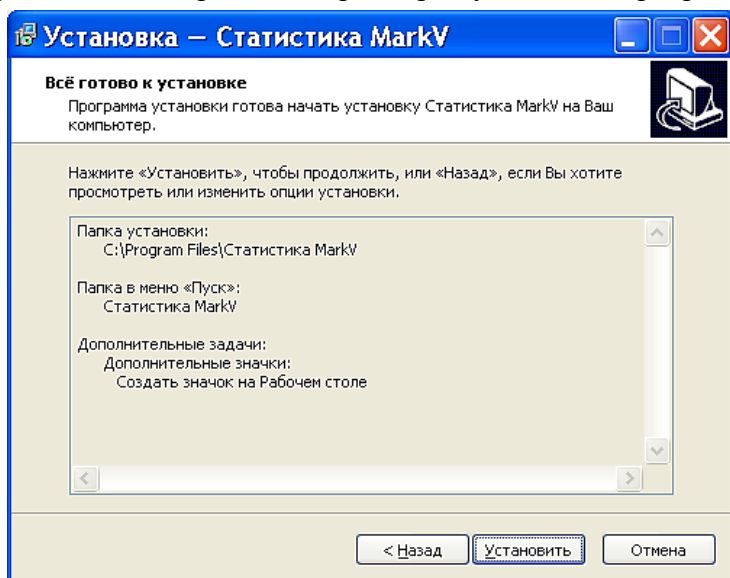 Установка — Статистика MarkV
Всё готово к установке
Программа установки готова начать установку Статистика MarkV на Ваш
компьютер.
Нажмите «Установить», чтобы продолжить, или «Назад», если Вы хотите
просмотреть или изменить опции установки.
Папка установки:
C:\Program Files\Статистика MarkV
Папка в меню «Пуск»:
Статистика MarkV
Дополнительные задачи:
Дополнительные значки:
Создать значок на Рабочем столе
< Назад
Установить
Отмена